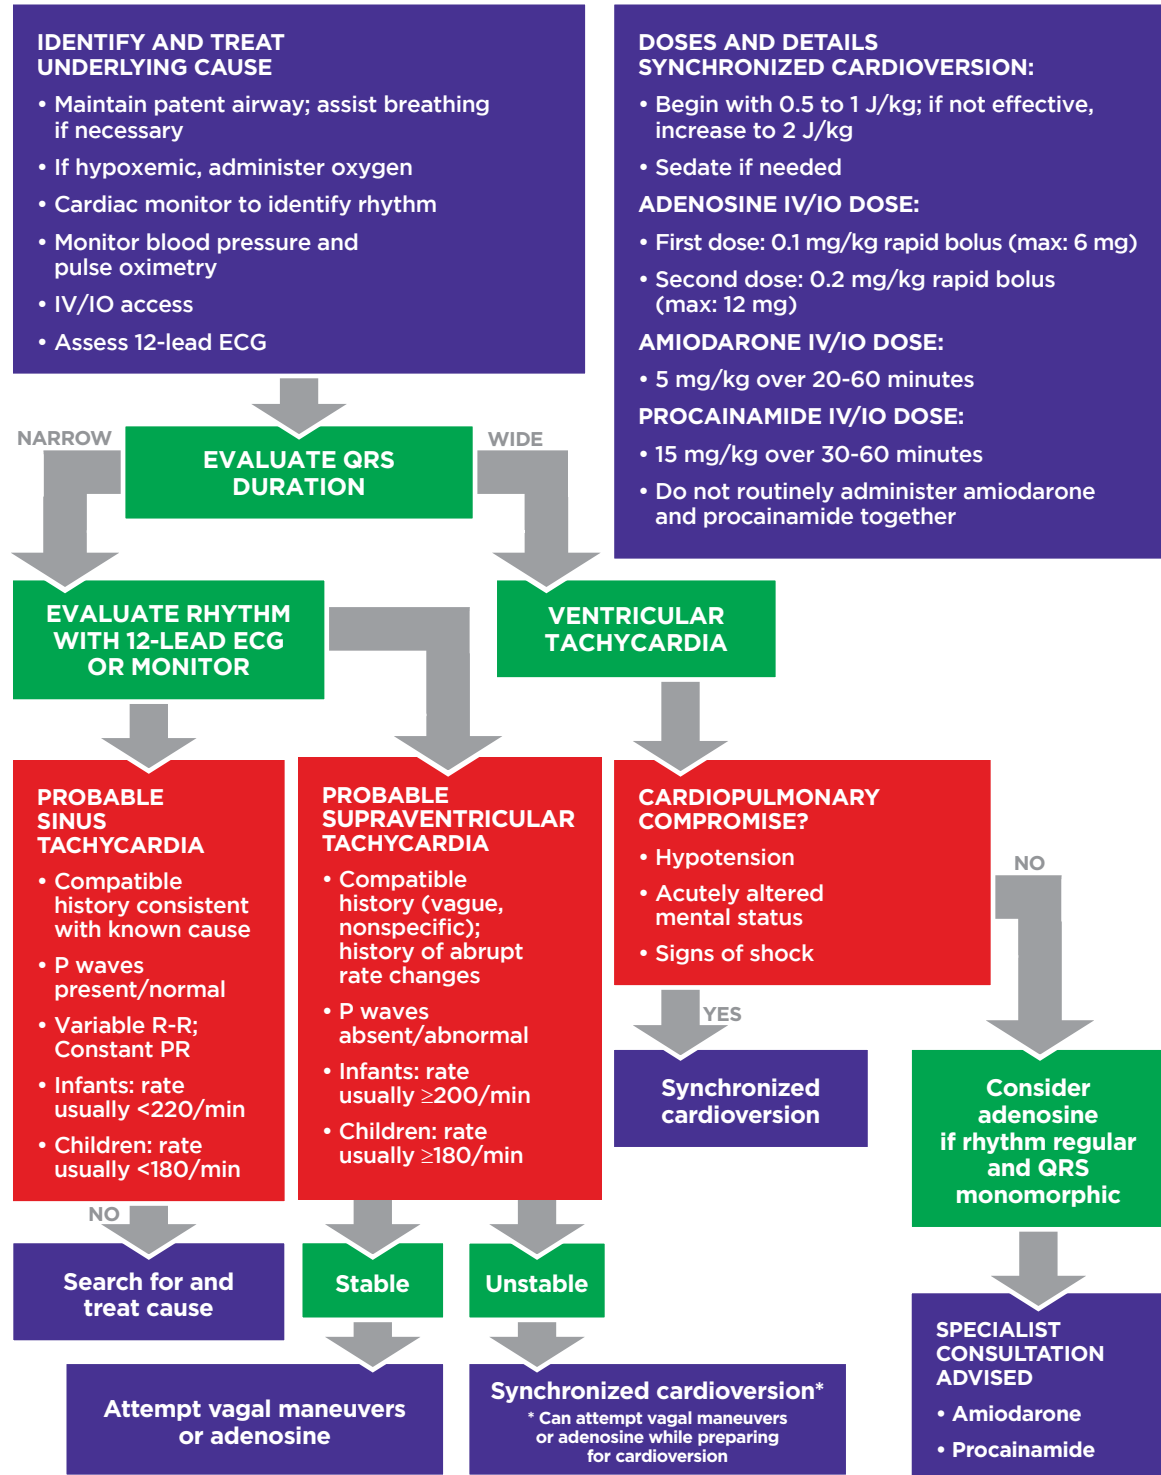 IDENTIFY AND TREAT
UNDERLYING CAUSE
• Maintain patent airway; assist breathing
if necessary
• If hypoxemic, administer oxygen
• Cardiac monitor to identify rhythm
• Monitor blood pressure and
pulse oximetry
• IV/IO access
• Assess 12-lead ECG
DOSES AND DETAILS
SYNCHRONIZED CARDIOVERSION:
• Begin with 0.5 to 1 J/kg; if not effective,
increase to 2 J/kg
• Sedate if needed
ADENOSINE IV/IO DOSE:
• First dose: 0.1 mg/kg rapid bolus (max: 6 mg)
• Second dose: 0.2 mg/kg rapid bolus
(max: 12 mg)
AMIODARONE IV/IO DOSE:
• 5 mg/kg over 20-60 minutes
PROCAINAMIDE IV/IO DOSE:
• 15 mg/kg over 30-60 minutes
• Do not routinely administer amiodarone
and procainamide together
NARROW
WIDE
EVALUATE QRS
DURATION
EVALUATE RHYTHM
WITH 12-LEAD ECG
OR MONITOR
VENTRICULAR
TACHYCARDIA
PROBABLE
SINUS
TACHYCARDIA
• Compatible
history consistent
with known cause
• P waves
present/normal
• Variable R-R;
Constant PR
• Infants: rate
usually <220/min
• Children: rate
usually <180/min
PROBABLE
SUPRAVENTRICULAR
TACHYCARDIA
• Compatible
history (vague,
nonspecific);
history of abrupt
rate changes
• P waves
absent/abnormal
• Infants: rate
usually ≥200/min
• Children: rate
usually ≥180/min
CARDIOPULMONARY
COMPROMISE?
• Hypotension
• Acutely altered
mental status
• Signs of shock
NO
YES
Synchronized
cardioversion
Consider
adenosine
if rhythm regular
and QRS
monomorphic
NO
Search for and
treat cause
Stable
Unstable
Attempt vagal maneuvers
or adenosine
Synchronized cardioversion*
* Can attempt vagal maneuvers
or adenosine while preparing
for cardioversion
SPECIALIST
CONSULTATION
ADVISED
• Amiodarone
• Procainamide